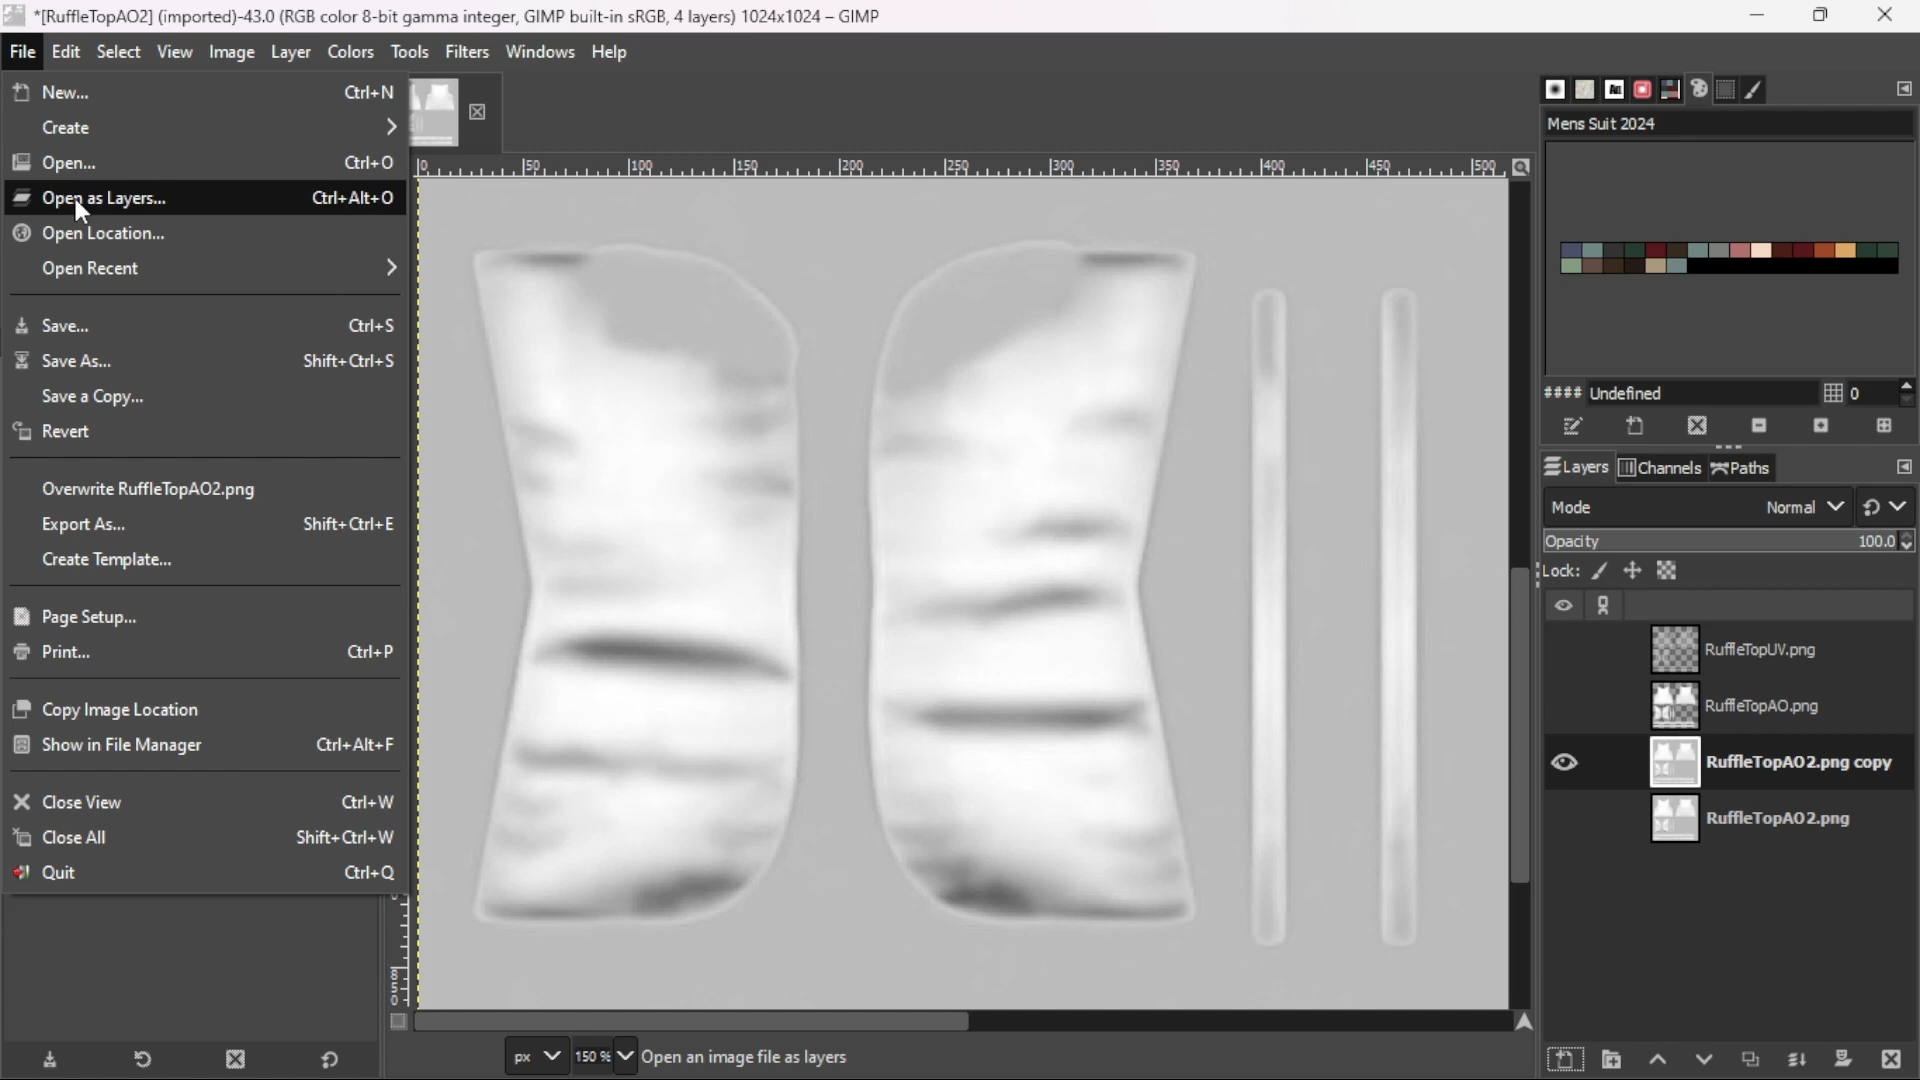 *[RuffleTopAO2] (imported)-43.0 (RGB color 8-bit gamma integer, GIMP built-in sRGB, 4 layers) 1024x1024 – GIMP
File Edit Select View Image Layer Colors Tools Filters Windows Help
New... Ctrl+N
Create
Open... Ctrl+O
Open as Layers... Ctrl+Alt+O
Open Location...
Open Recent
Save... Ctrl+S
Save As... Shift+Ctrl+S
Save a Copy...
Revert
Overwrite RuffleTopAO2.png
Export As... Shift+Ctrl+E
Create Template...
Page Setup...
Print... Ctrl+P
Copy Image Location
Show in File Manager Ctrl+Alt+F
Close View Ctrl+W
Close All Shift+Ctrl+W
Quit Ctrl+Q
0 50 100 150 200 250 300 350 400 450 500
850
px 150 % Open an image file as layers
Mens Suit 2024
#### Undefined 0
Layers Channels Paths
Mode Normal
Opacity 100.0
Lock:
RuffleTopUV.png
RuffleTopAO.png
RuffleTopAO2.png copy
RuffleTopAO2.png